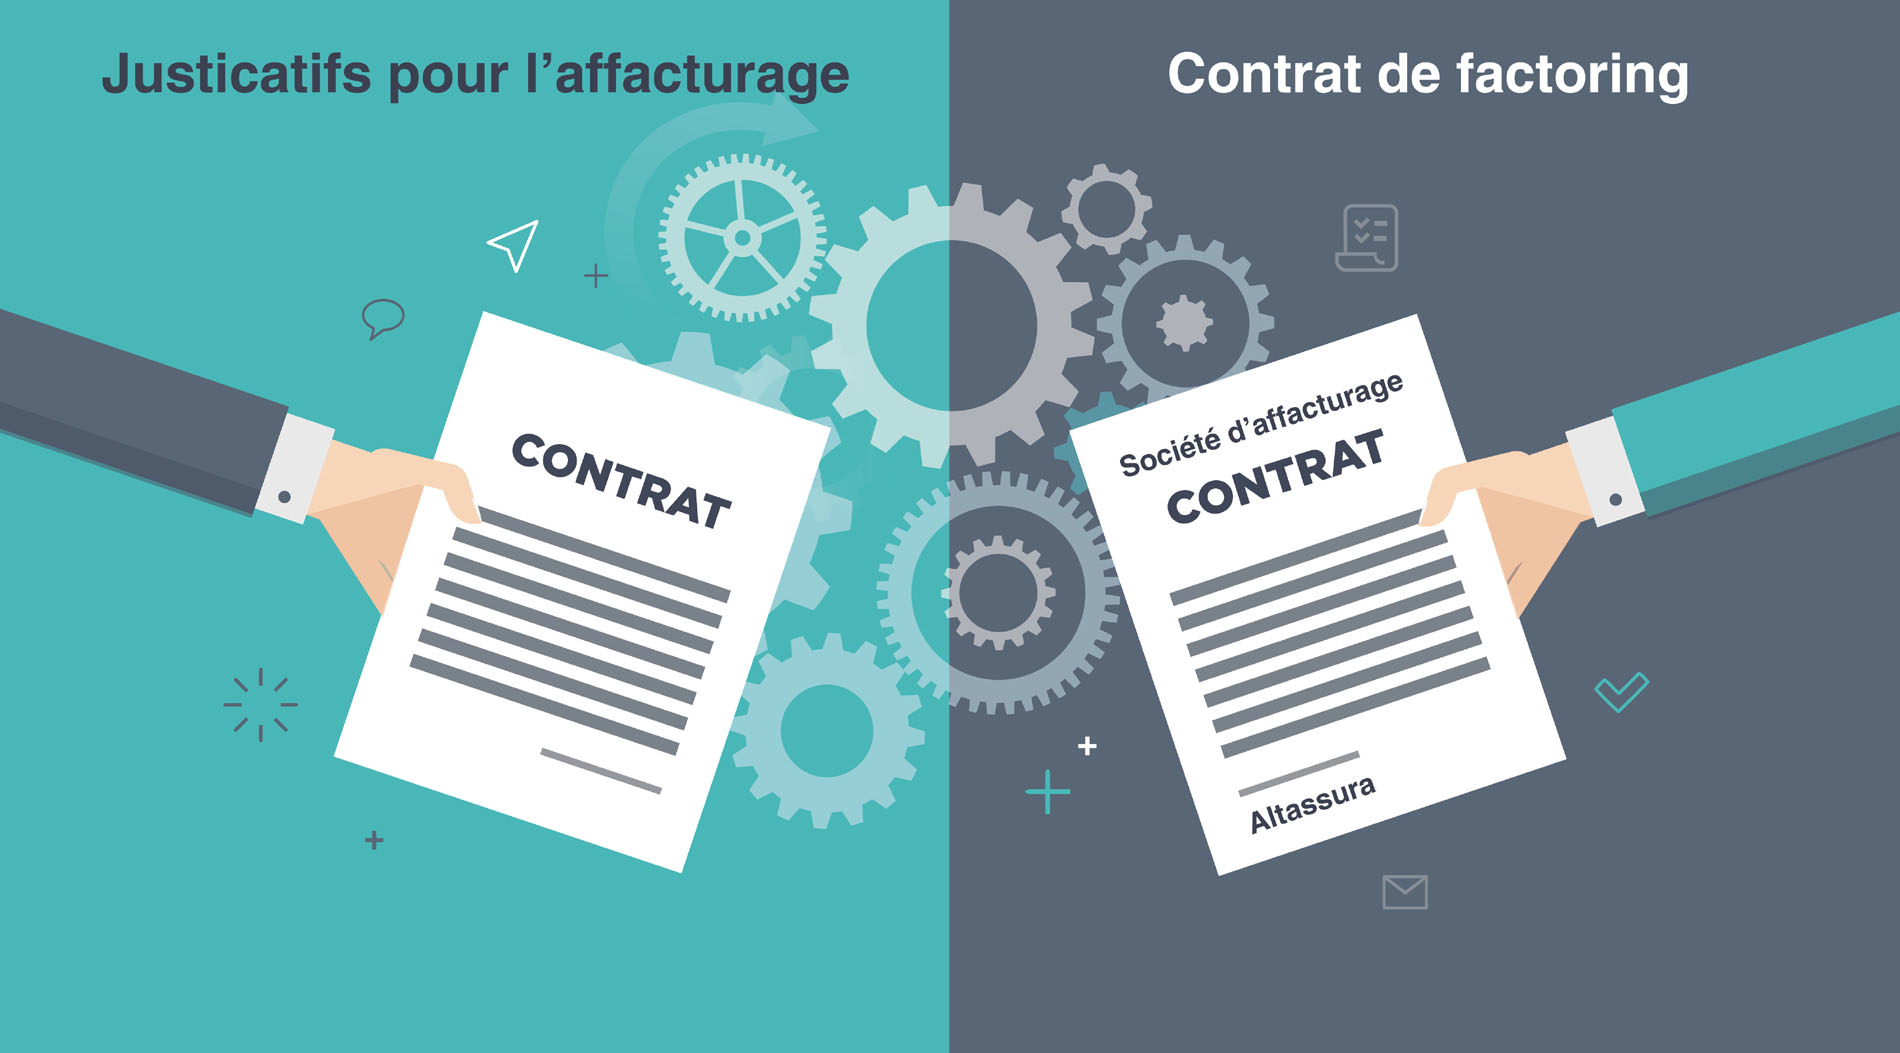 Justicatifs pour l’affacturage
Contrat de factoring
CONTRAT
Société d’affacturage
CONTRAT
Altassura